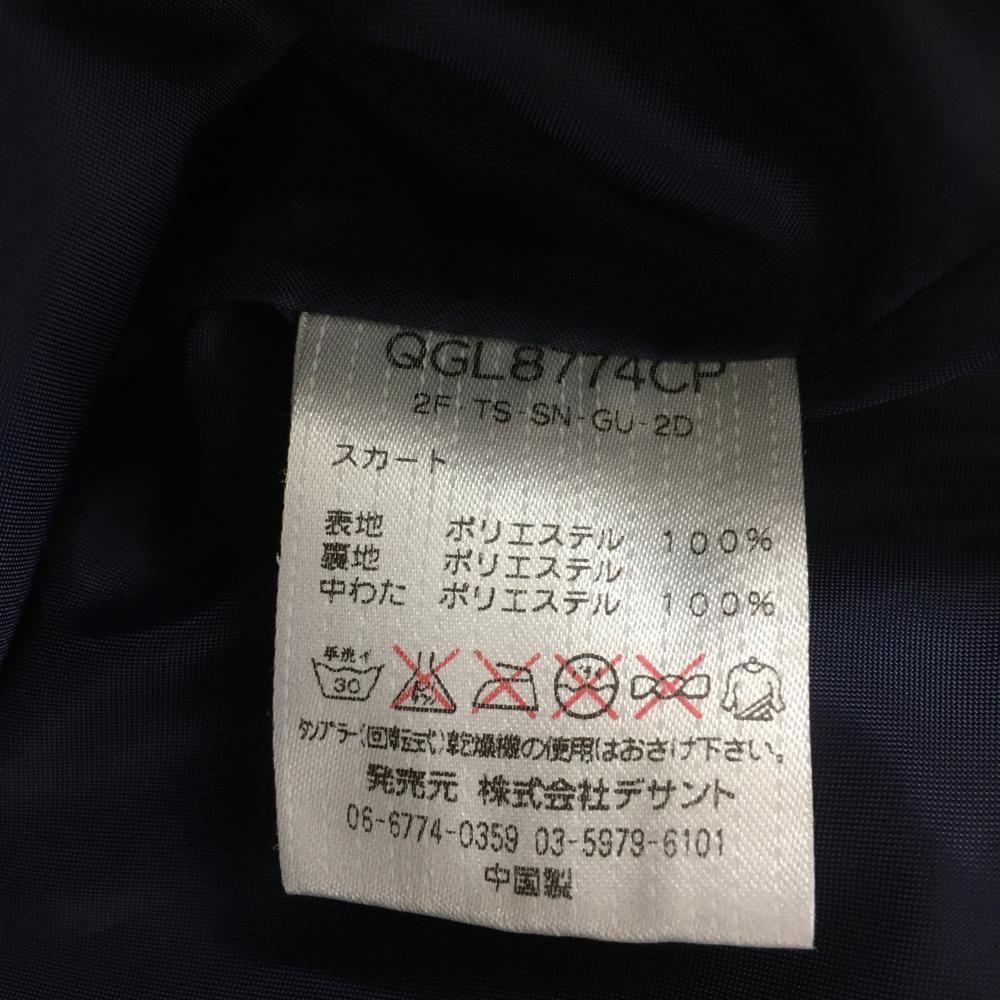 QGL8774CP
2F-TS-SN-GU-2D
スカート
表地 ポリエステル 100%
裏地 ポリエステル
中わた ポリエステル 100%
手洗イ
30
タンブラー(回転式)乾燥機の使用はおさけ下さい。
発売元 株式会社デサント
06-6774-0359 03-5979-6101
中国製